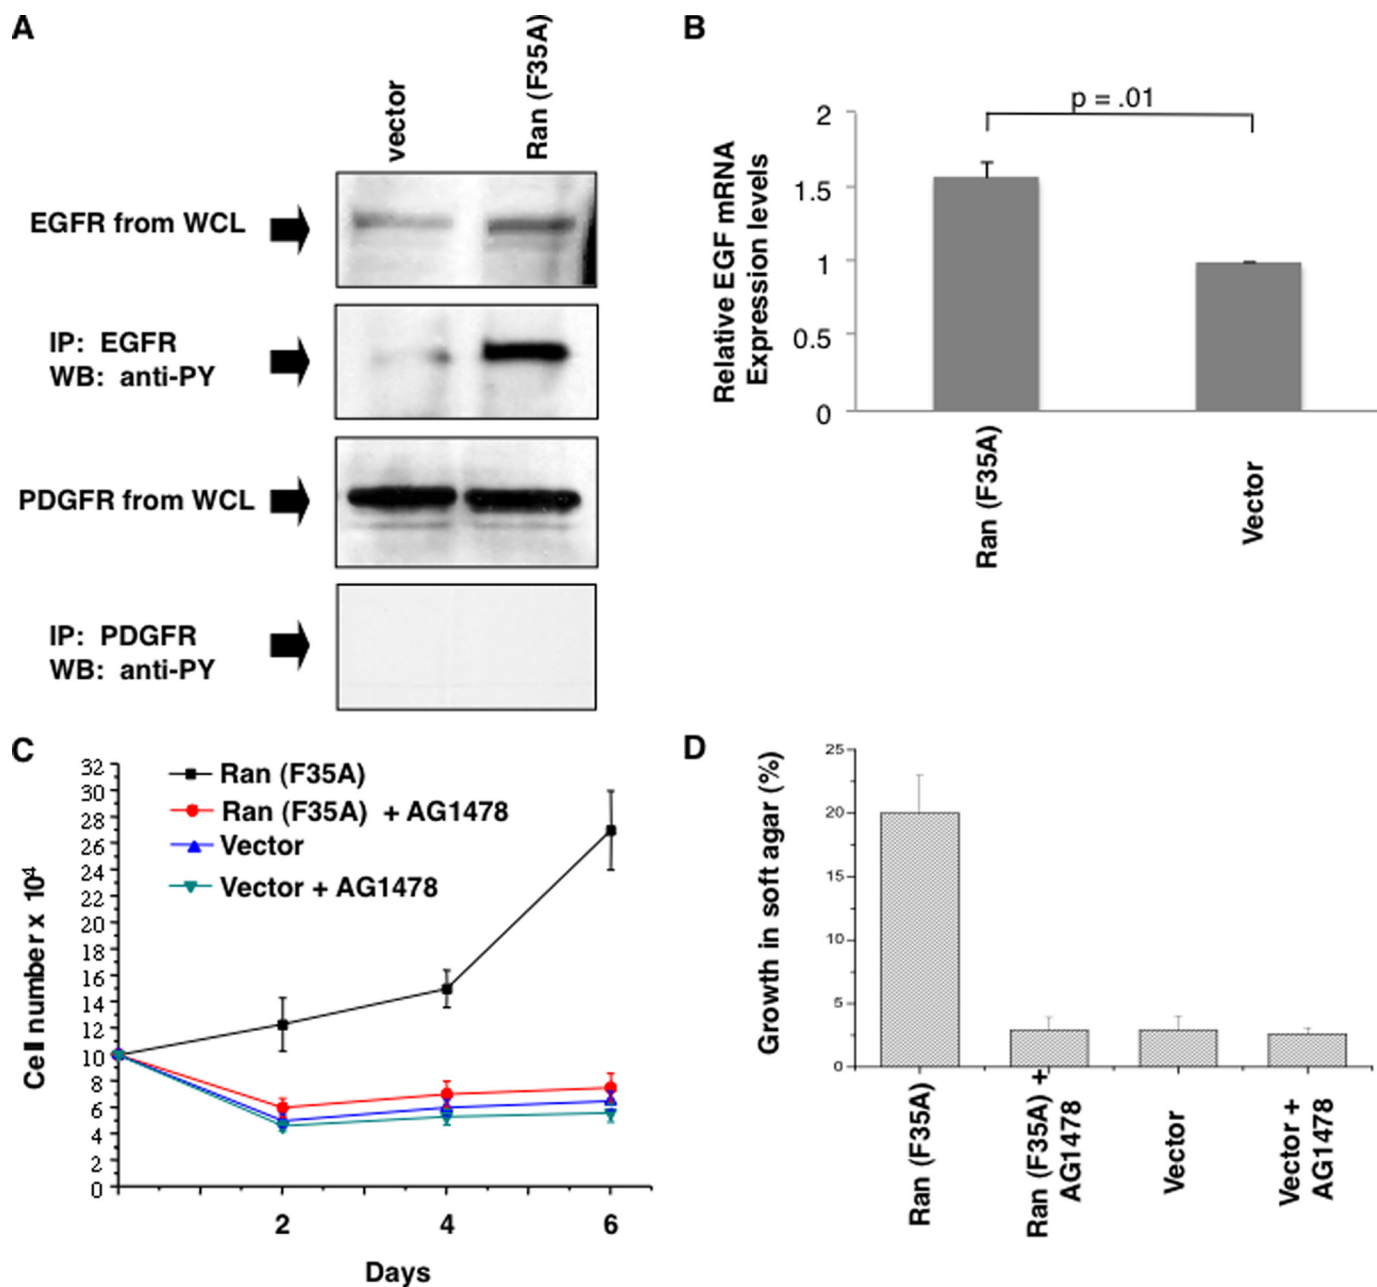 A
vector
Ran (F35A)
EGFR from WCL
IP: EGFR
WB: anti-PY
PDGFR from WCL
IP: PDGFR
WB: anti-PY
B
p = .01
Relative EGF mRNA
Expression levels
2
1.5
1
0.5
0
Ran (F35A)
Vector
C
Ran (F35A)
Ran (F35A) + AG1478
Vector
Vector + AG1478
Cell number x 10⁴
32
30
28
26
24
22
20
18
16
14
12
10
8
6
4
2
0
2
4
6
Days
D
Growth in soft agar (%)
25
20
15
10
5
0
Ran (F35A)
Ran (F35A) +
AG1478
Vector
Vector +
AG1478